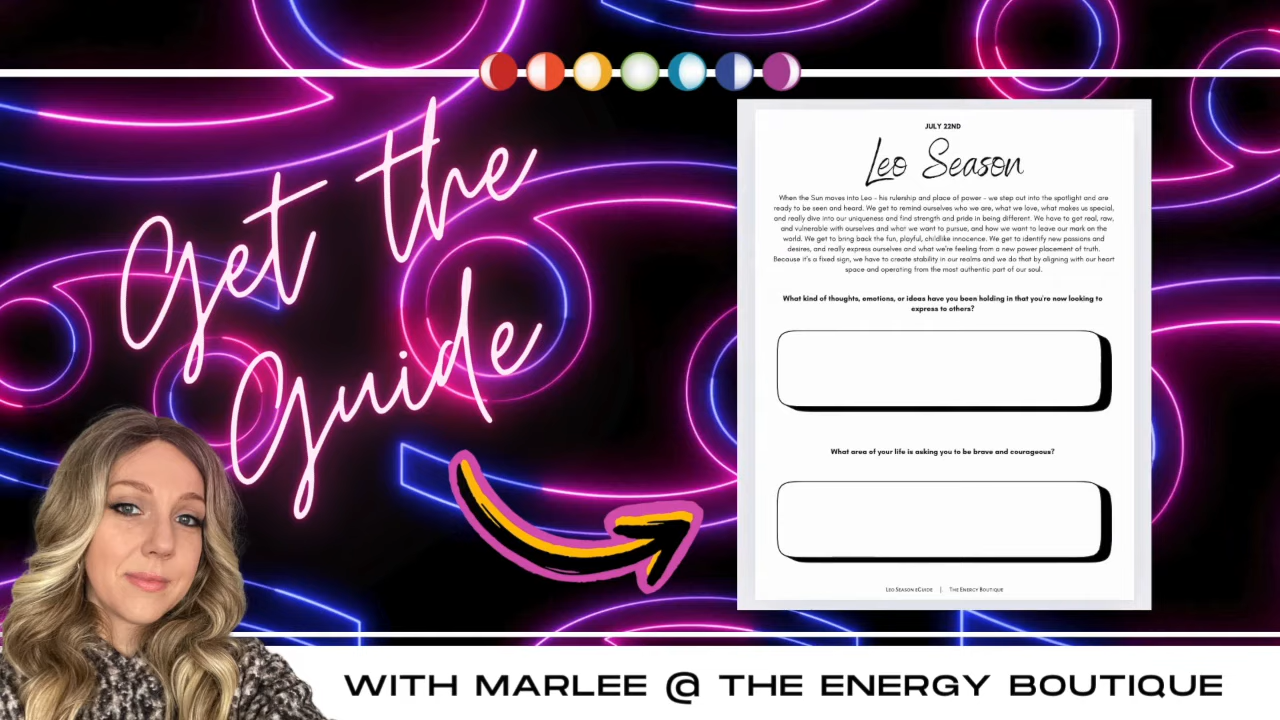 Get the
Guide
JULY 22ND
Leo Season
When the Sun moves into Leo - his rulership and place of power - we step out into the spotlight and are
ready to be seen and heard. We get to remind ourselves who we are, what we love, what makes us special,
and really dive into our uniqueness and find strength and pride in being different. We have to get real, raw,
and vulnerable with ourselves and what we want to pursue, and how we want to leave our mark on the
world. We get to bring back the fun, playful, childlike innocence. We get to identify new passions and
desires, and really express ourselves and what we're feeling from a new power placement of truth.
Because it's a fixed sign, we have to create stability in our realms and we do that by aligning with our heart
space and operating from the most authentic part of our soul.
What kind of thoughts, emotions, or ideas have you been holding in that you're now looking to
express to others?
What area of your life is asking you to be brave and courageous?
LEO SEASON EGUIDE | THE ENERGY BOUTIQUE
WITH MARLEE @ THE ENERGY BOUTIQUE